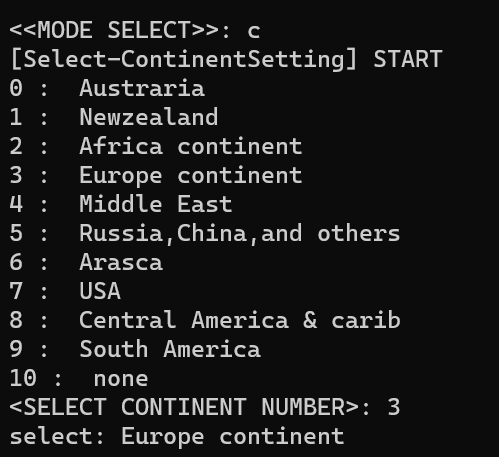 <<MODE SELECT>>: c
[Select-ContinentSetting] START
0 :  Austraria
1 :  Newzealand
2 :  Africa continent
3 :  Europe continent
4 :  Middle East
5 :  Russia,China,and others
6 :  Arasca
7 :  USA
8 :  Central America & carib
9 :  South America
10 :  none
<SELECT CONTINENT NUMBER>: 3
select: Europe continent